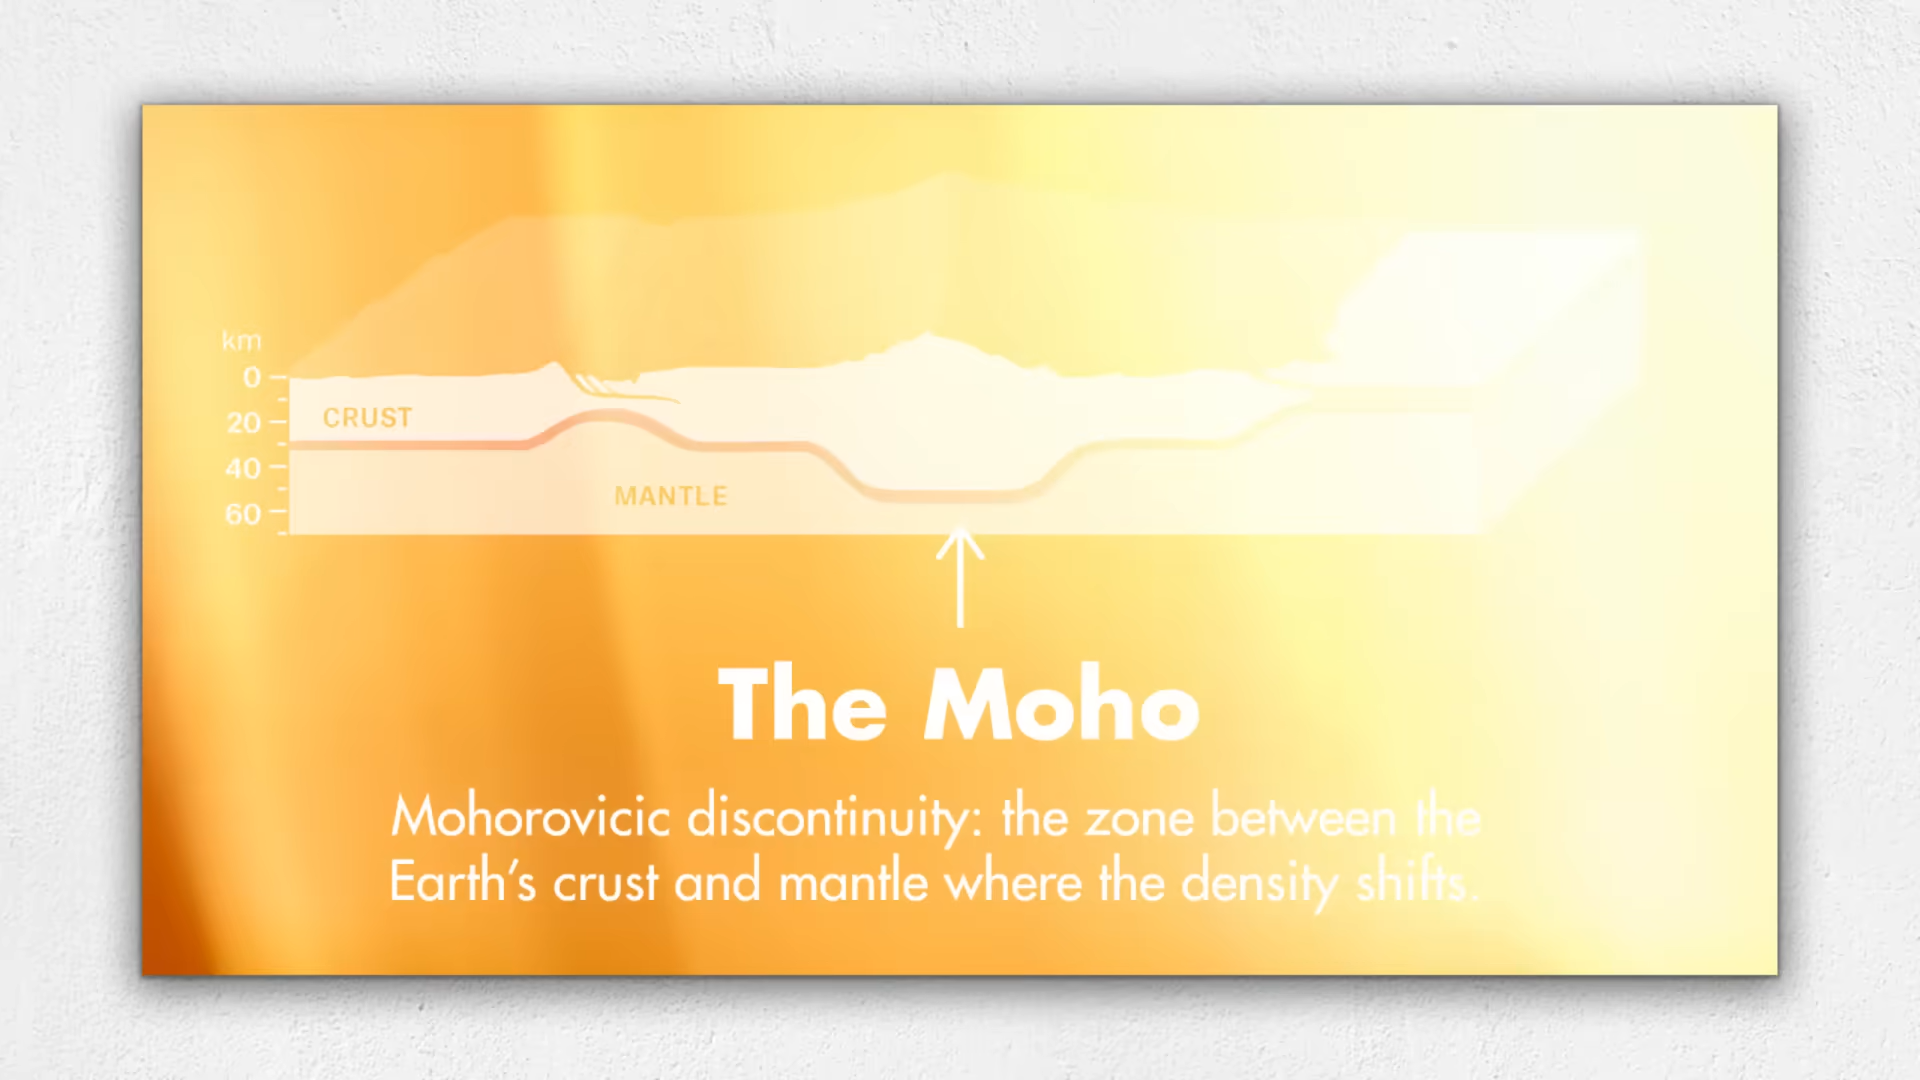 km
0
20
40
60
CRUST
MANTLE
The Moho
Mohorovicic discontinuity: the zone between the
Earth’s crust and mantle where the density shifts.